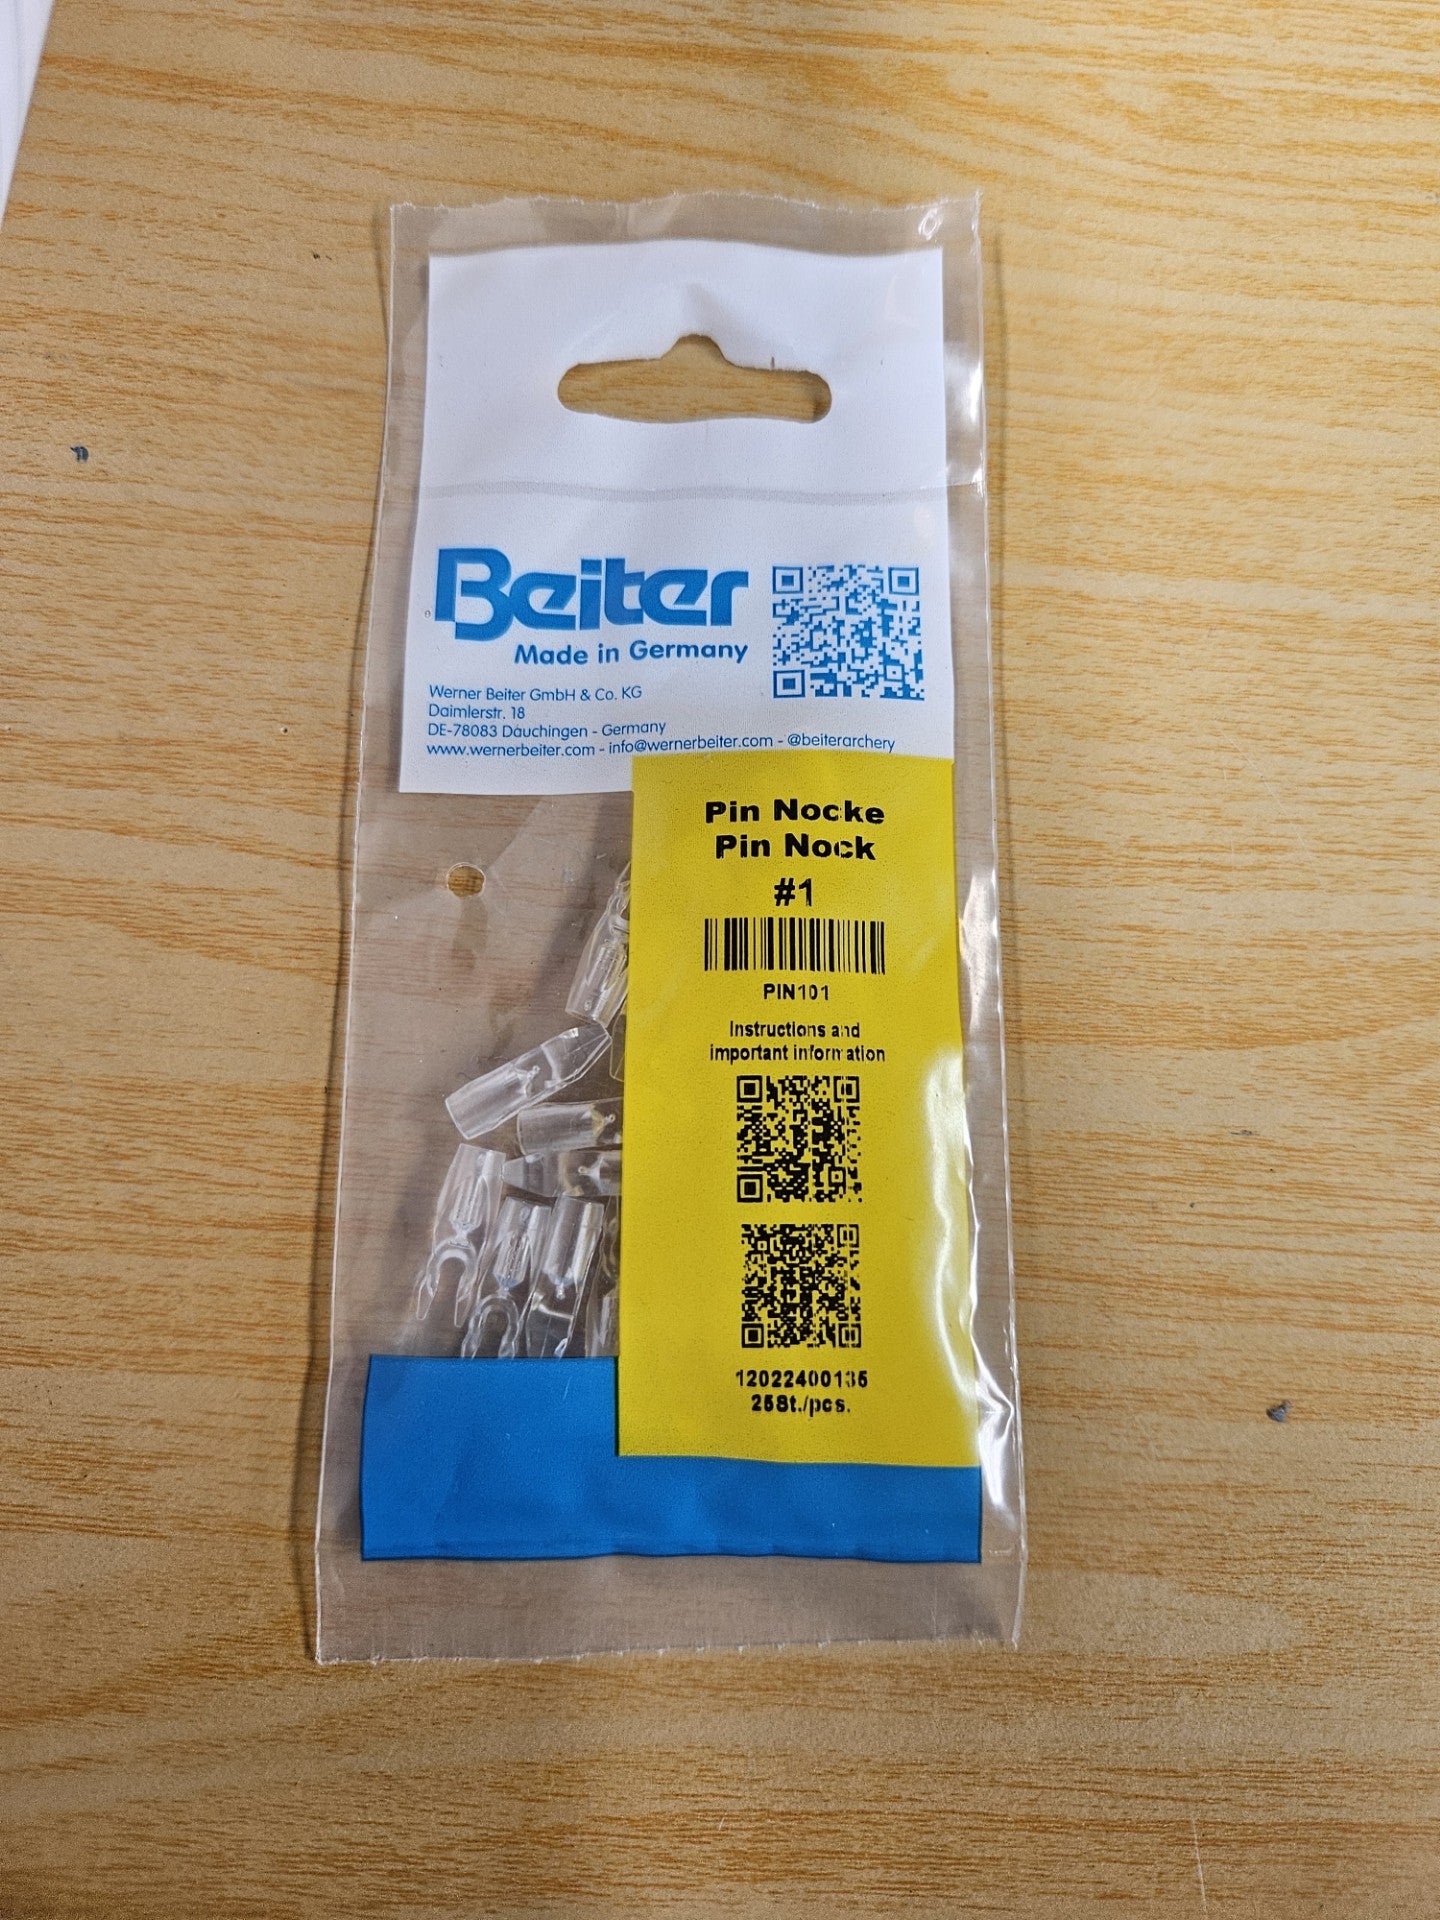 Beiter
Made in Germany
Werner Beiter GmbH & Co. KG
Daimlerstr. 18
DE-78083 Dauchingen - Germany
www.wernerbeiter.com - info@wernerbeiter.com - @beiterarchery
Pin Nocke
Pin Nock
#1
PIN101
Instructions and
important information
12022400135
25St./pcs.